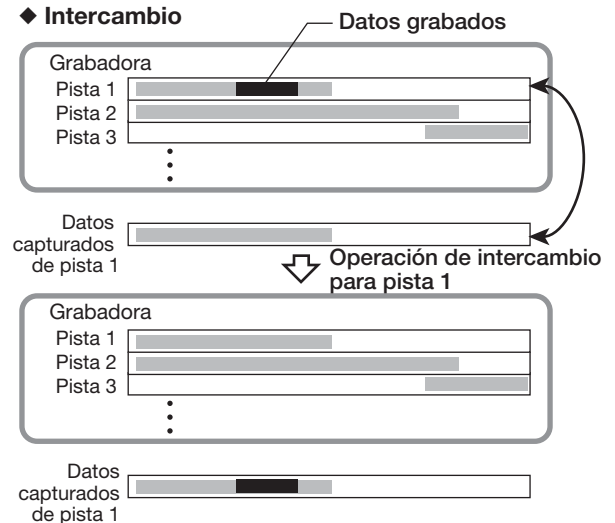 ◆ Intercambio
Datos grabados
Grabadora
Pista 1
Pista 2
Pista 3
Datos
capturados
de pista 1
Operación de intercambio
para pista 1
Grabadora
Pista 1
Pista 2
Pista 3
Datos
capturados
de pista 1